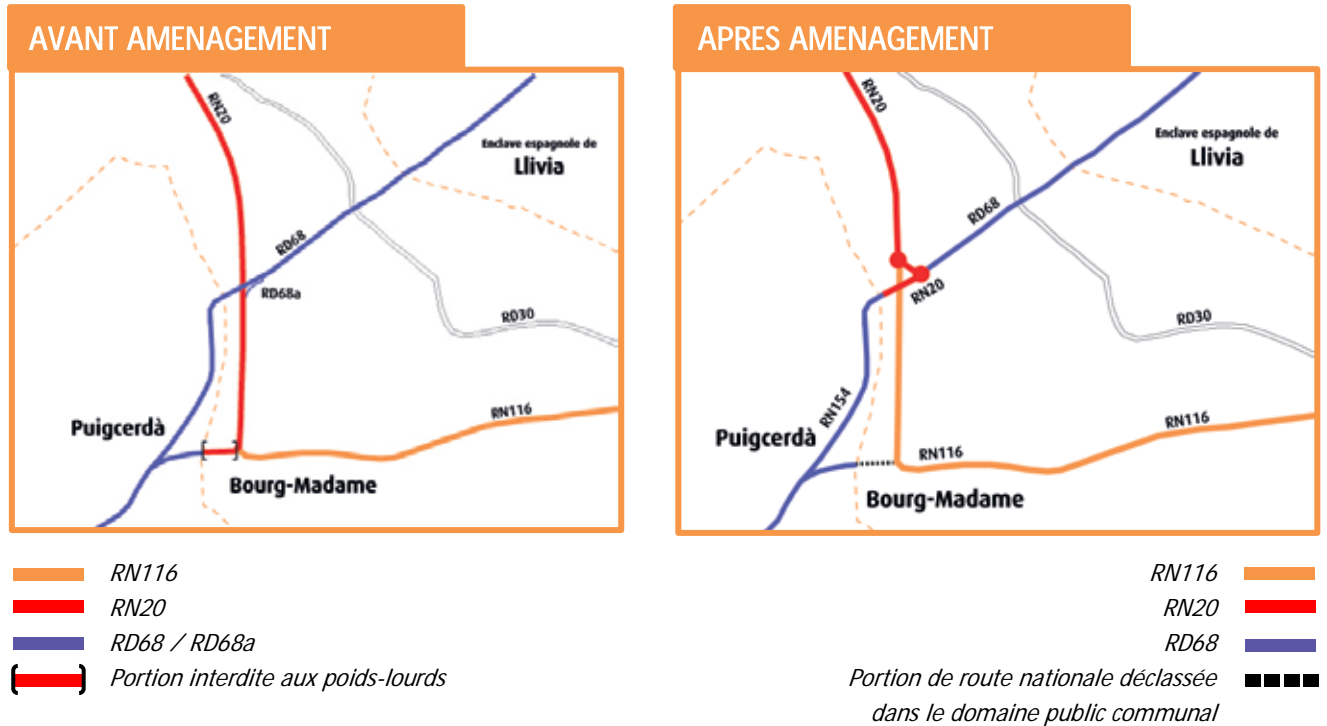 AVANT AMENAGEMENT
RN20
Enclave espagnole de
Llivia
RD68
RD68a
RD30
RN116
Puigcerdà
Bourg-Madame
RN116
RN20
RD68 / RD68a
Portion interdite aux poids-lourds
APRES AMENAGEMENT
RN20
Enclave espagnole de
Llivia
RD68
RN20
RD30
RN154
RN116
Puigcerdà
RN116
Bourg-Madame
RN116
RN20
RD68
Portion de route nationale déclassée
dans le domaine public communal